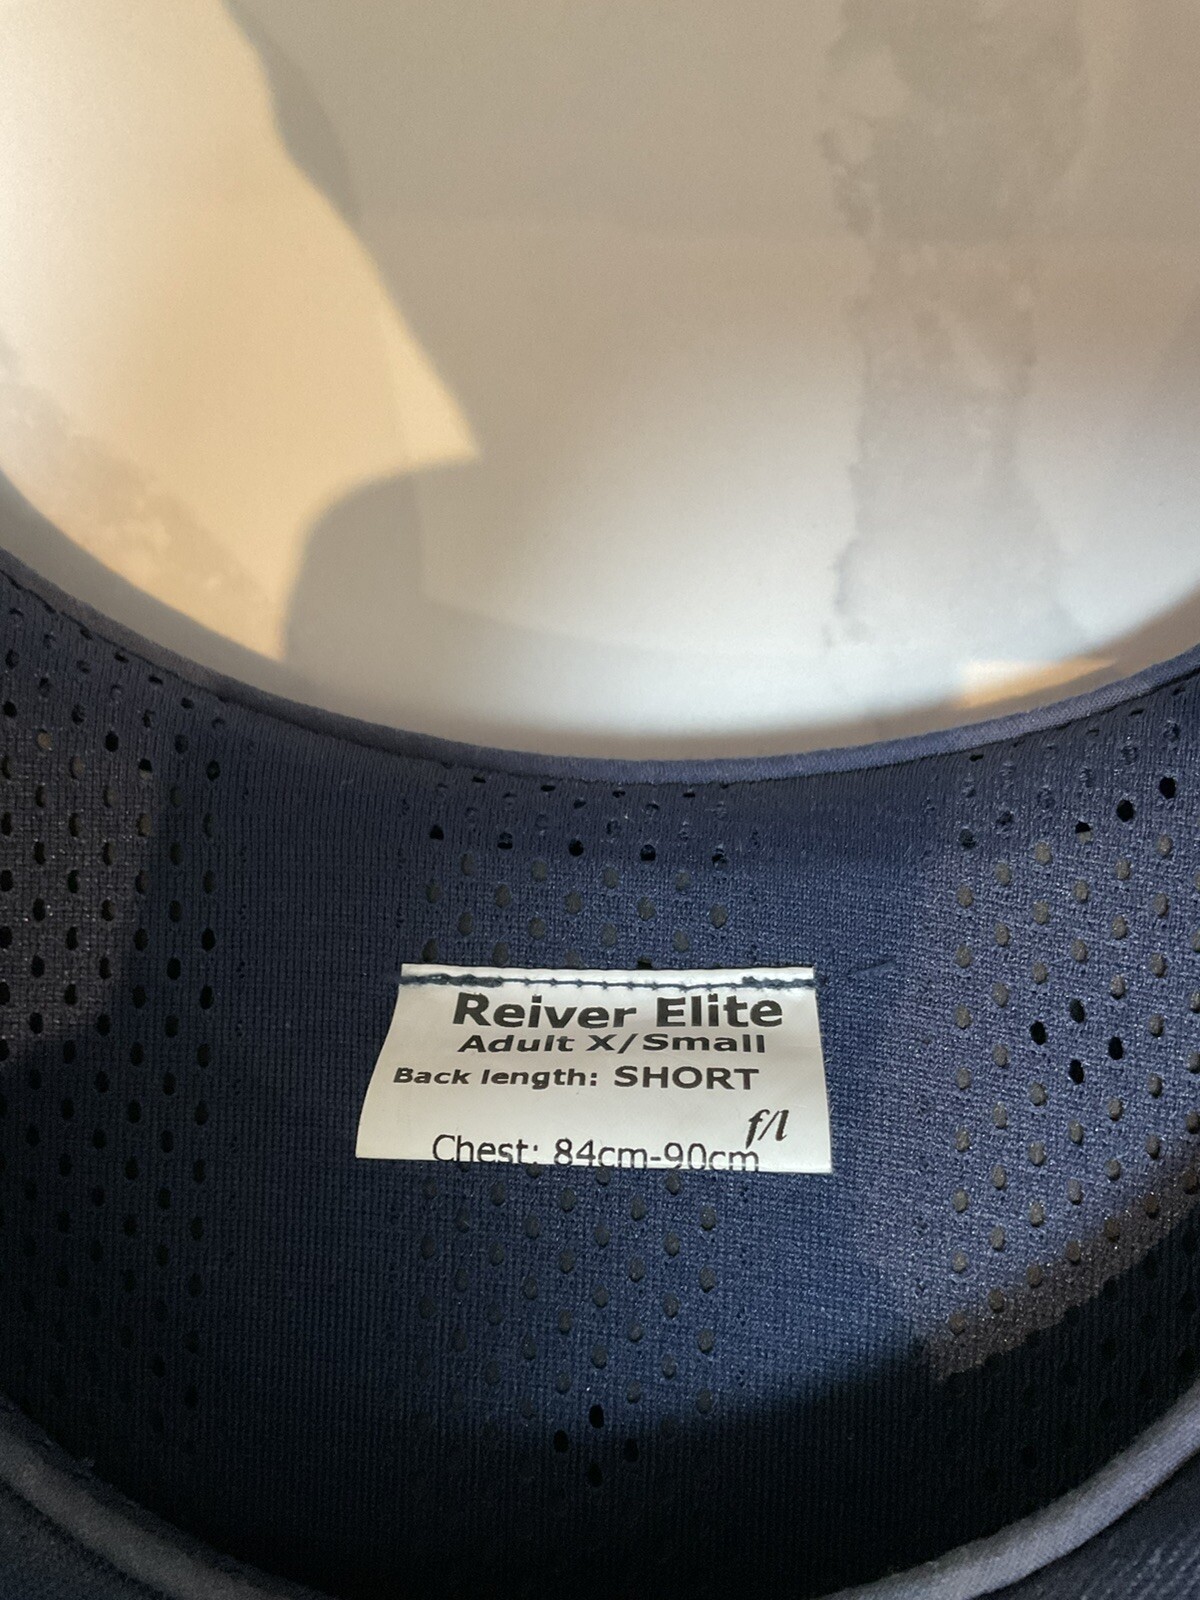 Reiver Elite
Adult X/Small
Back length: SHORT
f/l
Chest: 84cm-90cm